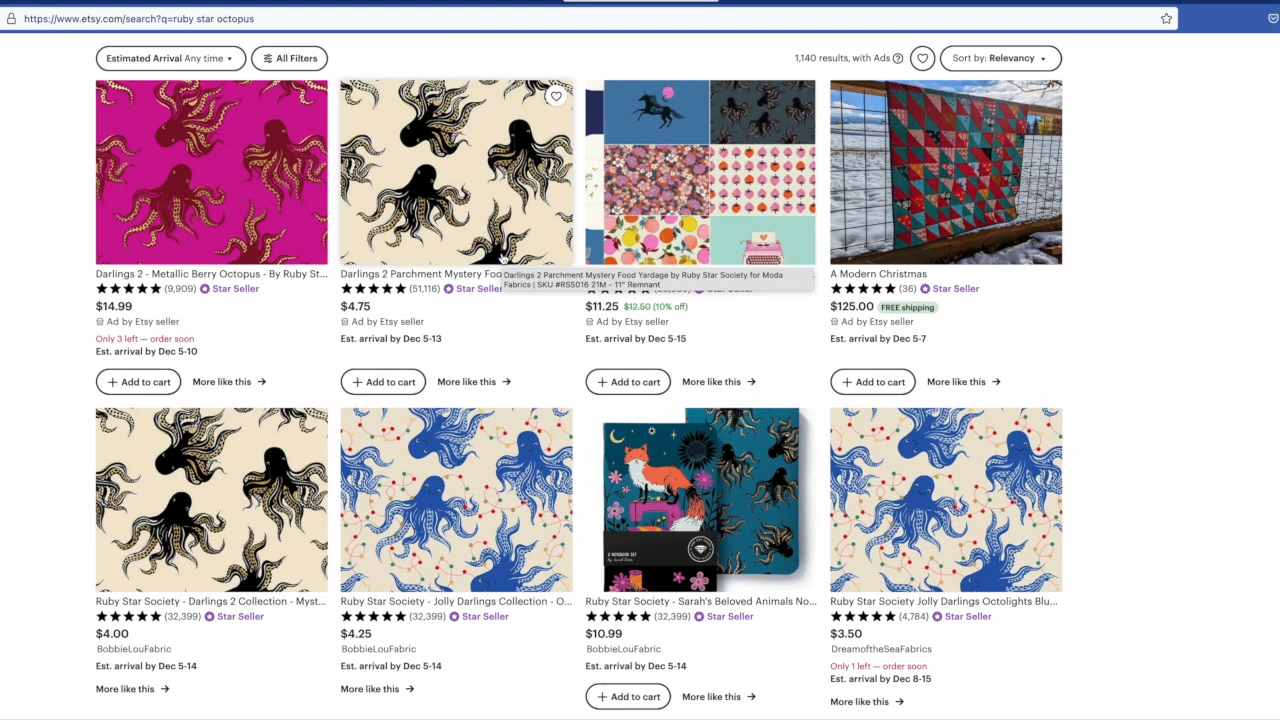 https://www.etsy.com/search?q=ruby star octopus
Estimated Arrival Any time
All Filters
1,140 results, with Ads
Sort by: Relevancy
Darlings 2 - Metallic Berry Octopus - By Ruby St...
(9,909) Star Seller
$14.99
Ad by Etsy seller
Only 3 left — order soon
Est. arrival by Dec 5-10
Add to cart
More like this
Darlings 2 Parchment Mystery Foo
(51,116) Star Seller
$4.75
Ad by Etsy seller
Est. arrival by Dec 5-13
Add to cart
More like this
Darlings 2 Parchment Mystery Food Yardage by Ruby Star Society for Moda
Fabrics | SKU #RS5016 21M - 11" Remnant
$11.25 $12.50 (10% off)
Ad by Etsy seller
Est. arrival by Dec 5-15
Add to cart
More like this
A Modern Christmas
(36) Star Seller
$125.00 FREE shipping
Ad by Etsy seller
Est. arrival by Dec 5-7
Add to cart
More like this
Ruby Star Society - Darlings 2 Collection - Myst...
(32,399) Star Seller
$4.00
BobbieLouFabric
Est. arrival by Dec 5-14
More like this
Ruby Star Society - Jolly Darlings Collection - O...
(32,399) Star Seller
$4.25
BobbieLouFabric
Est. arrival by Dec 5-14
More like this
2 NOTEBOOK SET
Ruby Star Society - Sarah's Beloved Animals No...
(32,399) Star Seller
$10.99
BobbieLouFabric
Est. arrival by Dec 5-14
Add to cart
More like this
Ruby Star Society Jolly Darlings Octolights Blu...
(4,784) Star Seller
$3.50
DreamoftheSeaFabrics
Only 1 left — order soon
Est. arrival by Dec 8-15
More like this